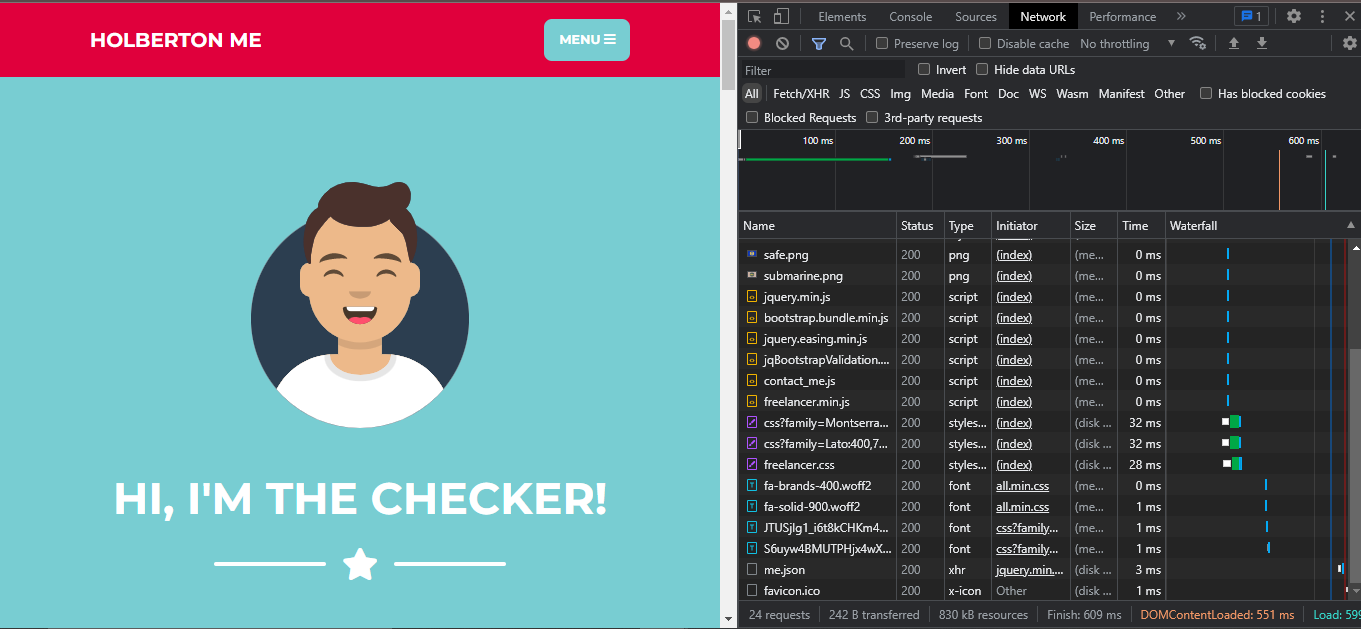 HOLBERTON ME
MENU
HI, I'M THE CHECKER!
Elements Console Sources Network Performance » 1
Preserve log Disable cache No throttling
Filter Invert Hide data URLs
All Fetch/XHR JS CSS Img Media Font Doc WS Wasm Manifest Other Has blocked cookies
Blocked Requests 3rd-party requests
100 ms 200 ms 300 ms 400 ms 500 ms 600 ms
Name Status Type Initiator Size Time Waterfall
safe.png 200 png (index) (me... 0 ms
submarine.png 200 png (index) (me... 0 ms
jquery.min.js 200 script (index) (me... 0 ms
bootstrap.bundle.min.js 200 script (index) (me... 0 ms
jquery.easing.min.js 200 script (index) (me... 0 ms
jqBootstrapValidation.... 200 script (index) (me... 0 ms
contact_me.js 200 script (index) (me... 0 ms
freelancer.min.js 200 script (index) (me... 0 ms
css?family=Montserra... 200 styles... (index) (disk ... 32 ms
css?family=Lato:400,7... 200 styles... (index) (disk ... 32 ms
freelancer.css 200 styles... (index) (disk ... 28 ms
fa-brands-400.woff2 200 font all.min.css (me... 0 ms
fa-solid-900.woff2 200 font all.min.css (me... 1 ms
JTUSjIg1_i6t8kCHKm4... 200 font css?family... (me... 1 ms
S6uyw4BMUTPHjx4wX... 200 font css?family... (me... 1 ms
me.json 200 xhr jquery.min.... (disk ... 3 ms
favicon.ico 200 x-icon Other (disk ... 1 ms
24 requests 242 B transferred 830 kB resources Finish: 609 ms DOMContentLoaded: 551 ms Load: 599